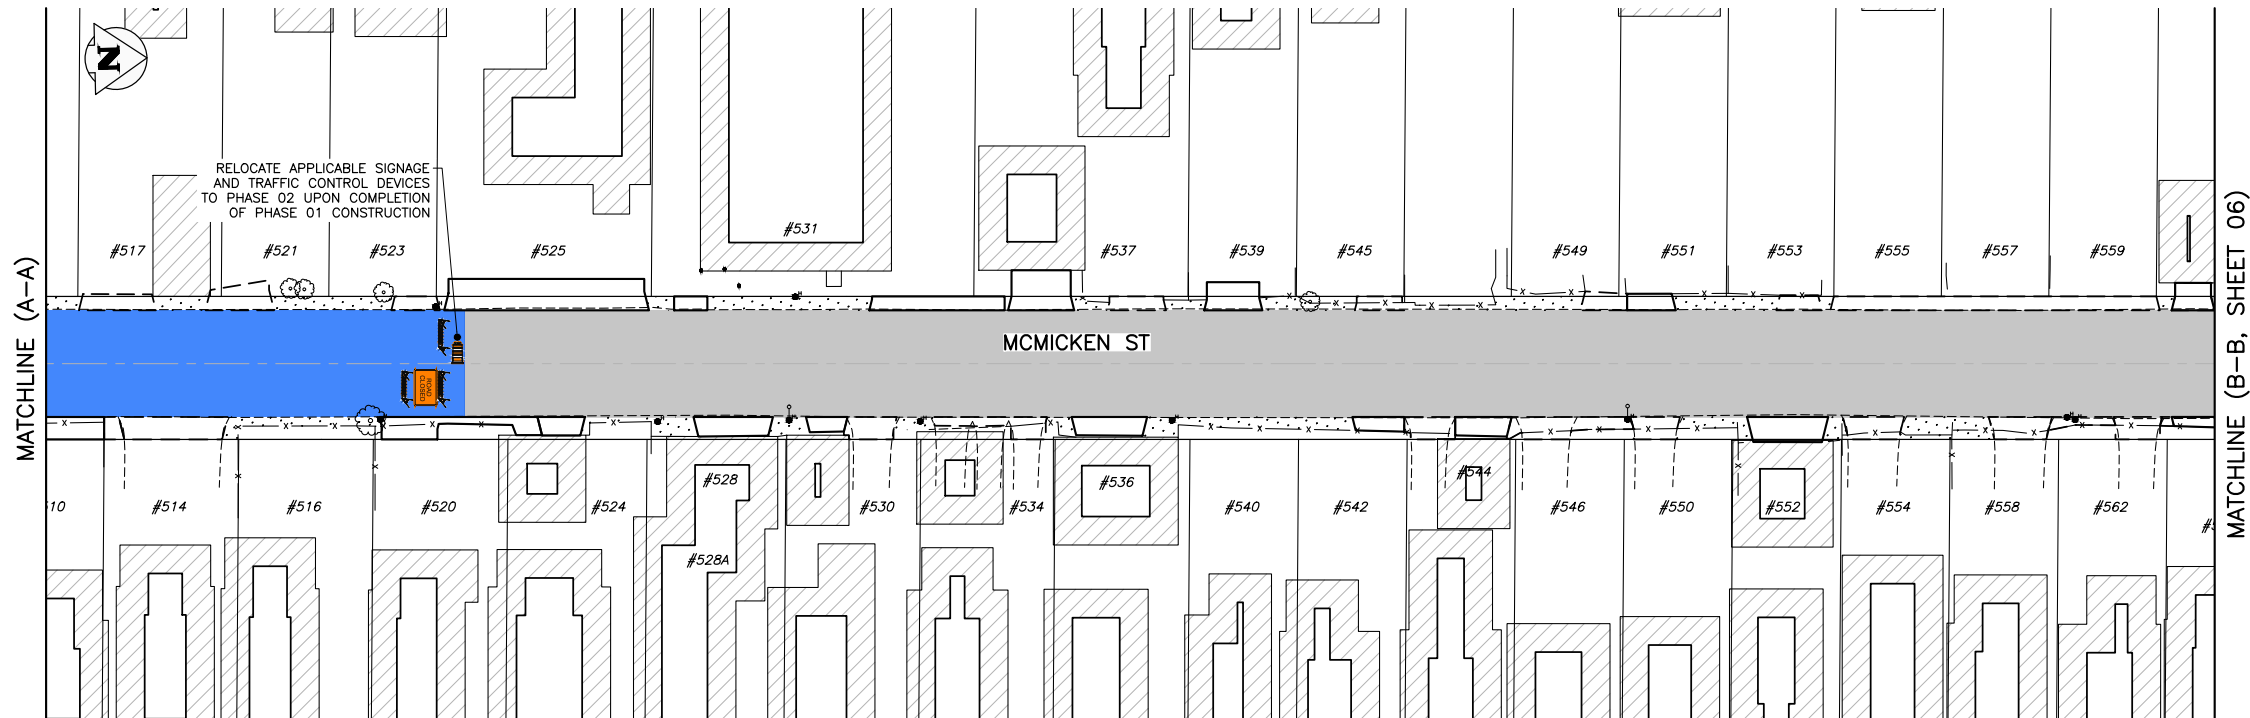 N
RELOCATE APPLICABLE SIGNAGE
AND TRAFFIC CONTROL DEVICES
TO PHASE 02 UPON COMPLETION
OF PHASE 01 CONSTRUCTION
#517
#521
#523
#525
#531
#537
#539
#545
#549
#551
#553
#555
#557
#559
MATCHLINE (A-A)
MCMICKEN ST
ROAD
CLOSED
MATCHLINE (B-B, SHEET 06)
#514
#516
#520
#524
#528
#528A
#530
#534
#536
#540
#542
#544
#546
#550
#552
#554
#558
#562